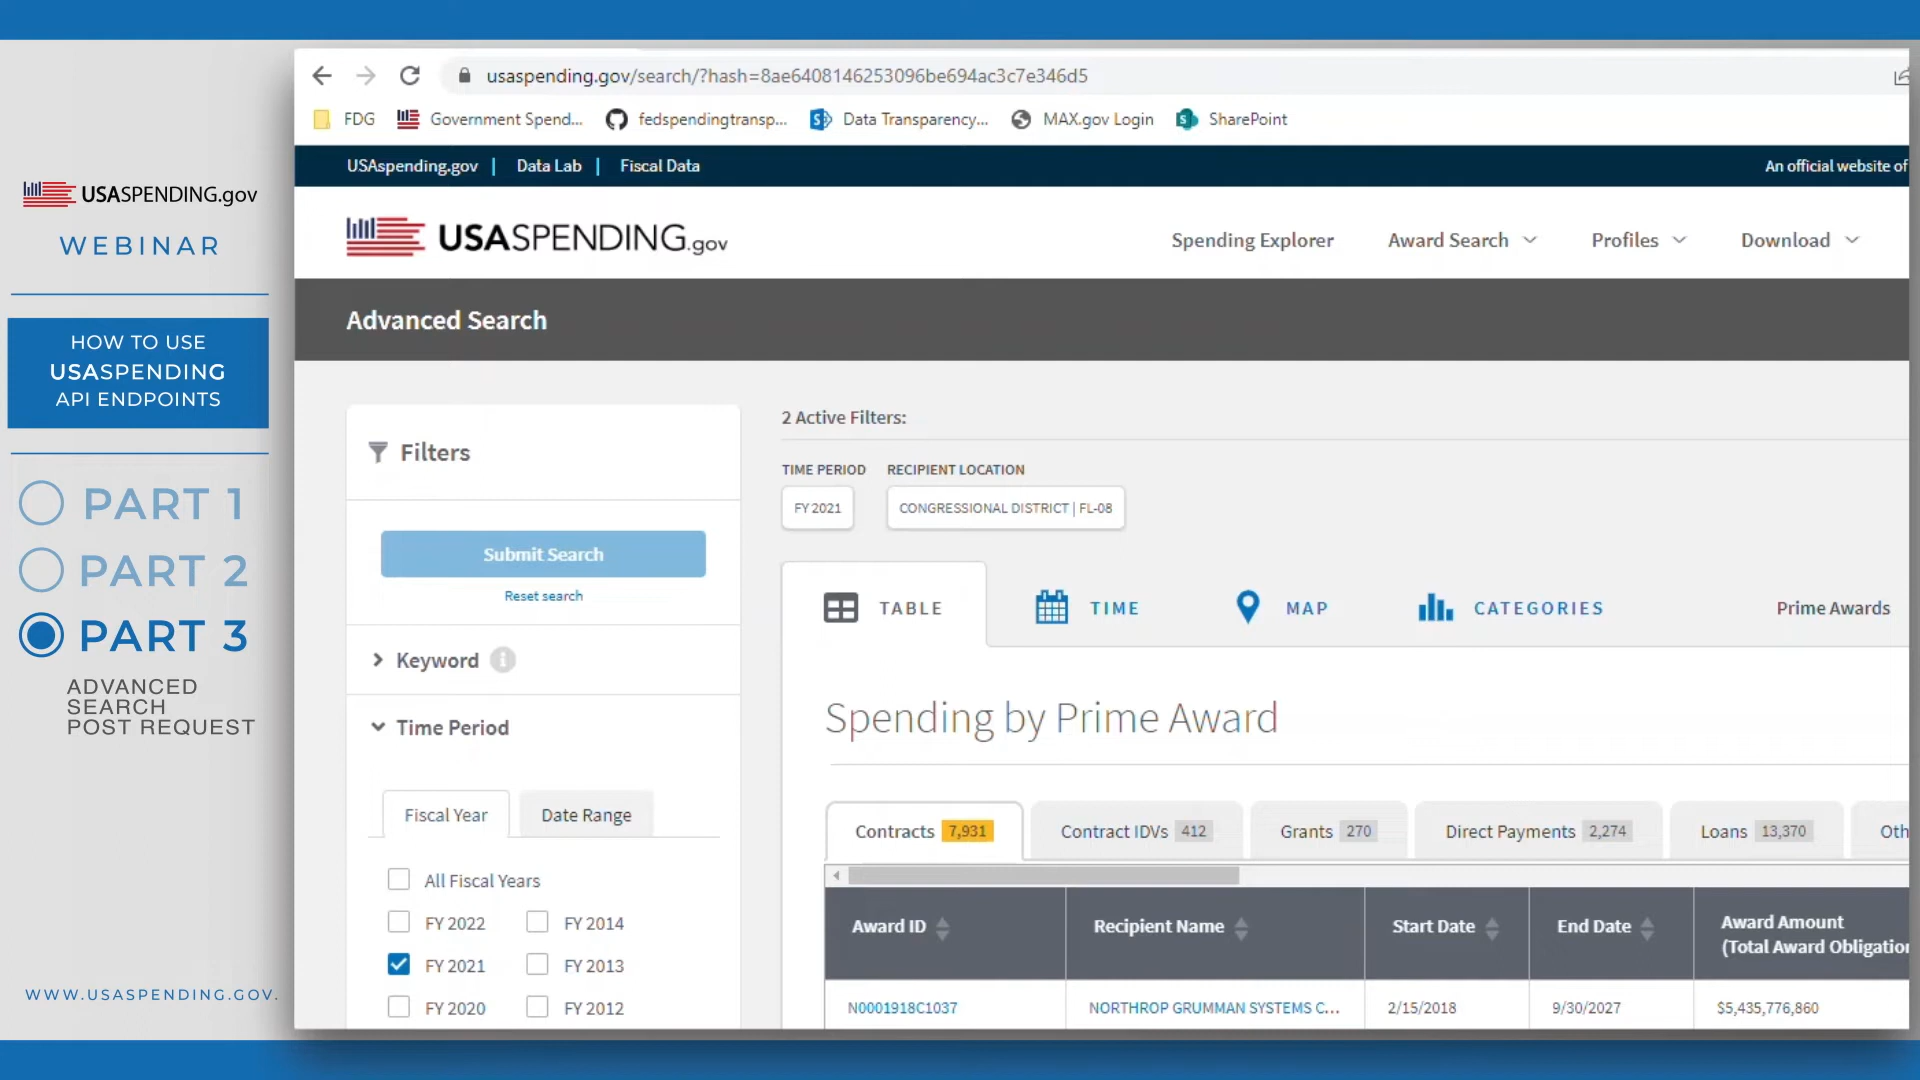 USASPENDING.gov
WEBINAR
HOW TO USE
USASPENDING
API ENDPOINTS
PART 1
PART 2
PART 3
ADVANCED
SEARCH
POST REQUEST
WWW.USASPENDING.GOV.
usaspending.gov/search/?hash=8ae6408146253096be694ac3c7e346d5
FDG Government Spend... fedspendingtransp... Data Transparency... MAX.gov Login SharePoint
USAspending.gov | Data Lab | Fiscal Data An official website of
USASPENDING.gov Spending Explorer Award Search Profiles Download
Advanced Search
Filters
Submit Search
Reset search
Keyword
Time Period
Fiscal Year Date Range
All Fiscal Years
FY 2022 FY 2014
FY 2021 FY 2013
FY 2020 FY 2012
2 Active Filters:
TIME PERIOD RECIPIENT LOCATION
FY 2021 CONGRESSIONAL DISTRICT | FL-08
TABLE TIME MAP CATEGORIES Prime Awards
Spending by Prime Award
Contracts 7,931 Contract IDVs 412 Grants 270 Direct Payments 2,274 Loans 13,370 Oth
Award ID Recipient Name Start Date End Date Award Amount
(Total Award Obligation
N0001918C1037 NORTHROP GRUMMAN SYSTEMS C... 2/15/2018 9/30/2027 $5,435,776,860